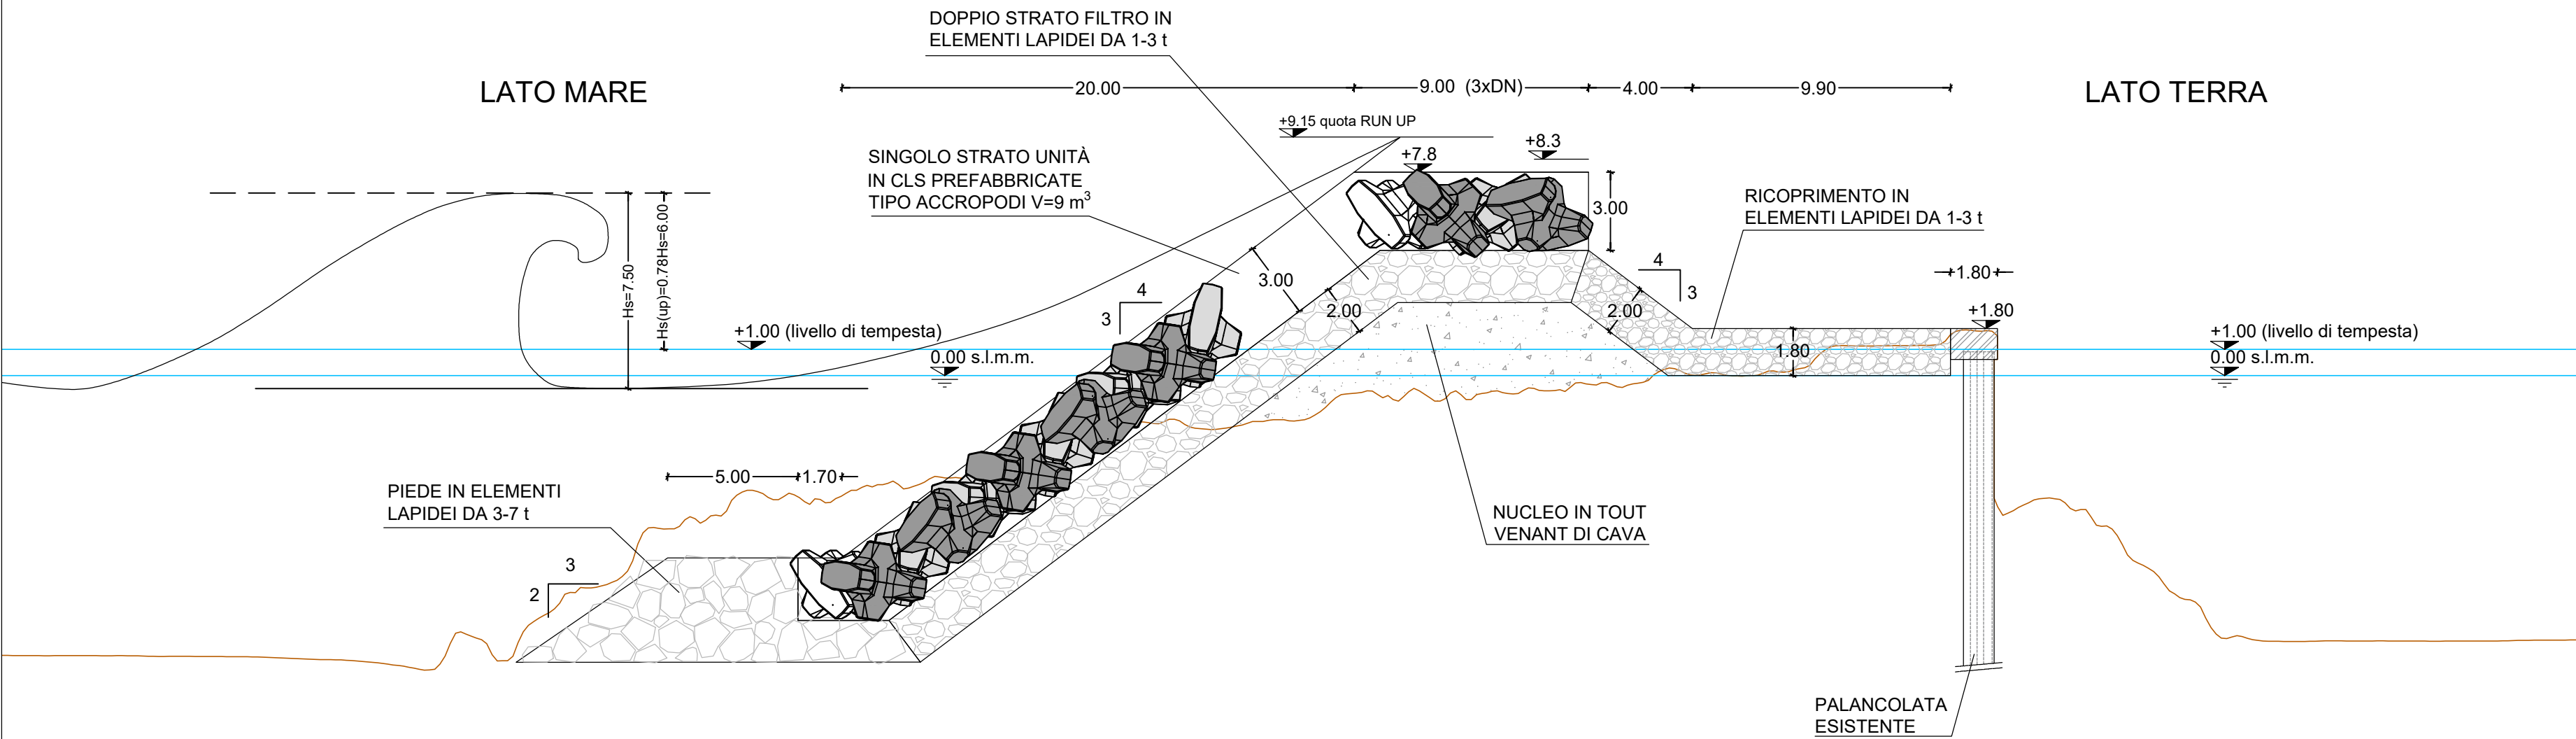 DOPPIO STRATO FILTRO IN
ELEMENTI LAPIDEI DA 1-3 t
LATO MARE
20.00
9.00 (3xDN)
4.00
9.90
LATO TERRA
+9.15 quota RUN UP
+8.3
+7.8
SINGOLO STRATO UNITÀ
IN CLS PREFABBRICATE
TIPO ACCROPODI V=9 m³
RICOPRIMENTO IN
ELEMENTI LAPIDEI DA 1-3 t
3.00
Hs=7.50
Hs(up)=0.78Hs=6.00
3.00
4
3
1.80
4
3
2.00
2.00
+1.80
+1.00 (livello di tempesta)
0.00 s.l.m.m.
1.80
+1.00 (livello di tempesta)
0.00 s.l.m.m.
5.00
1.70
PIEDE IN ELEMENTI
LAPIDEI DA 3-7 t
NUCLEO IN TOUT
VENANT DI CAVA
3
2
PALANCOLATA
ESISTENTE